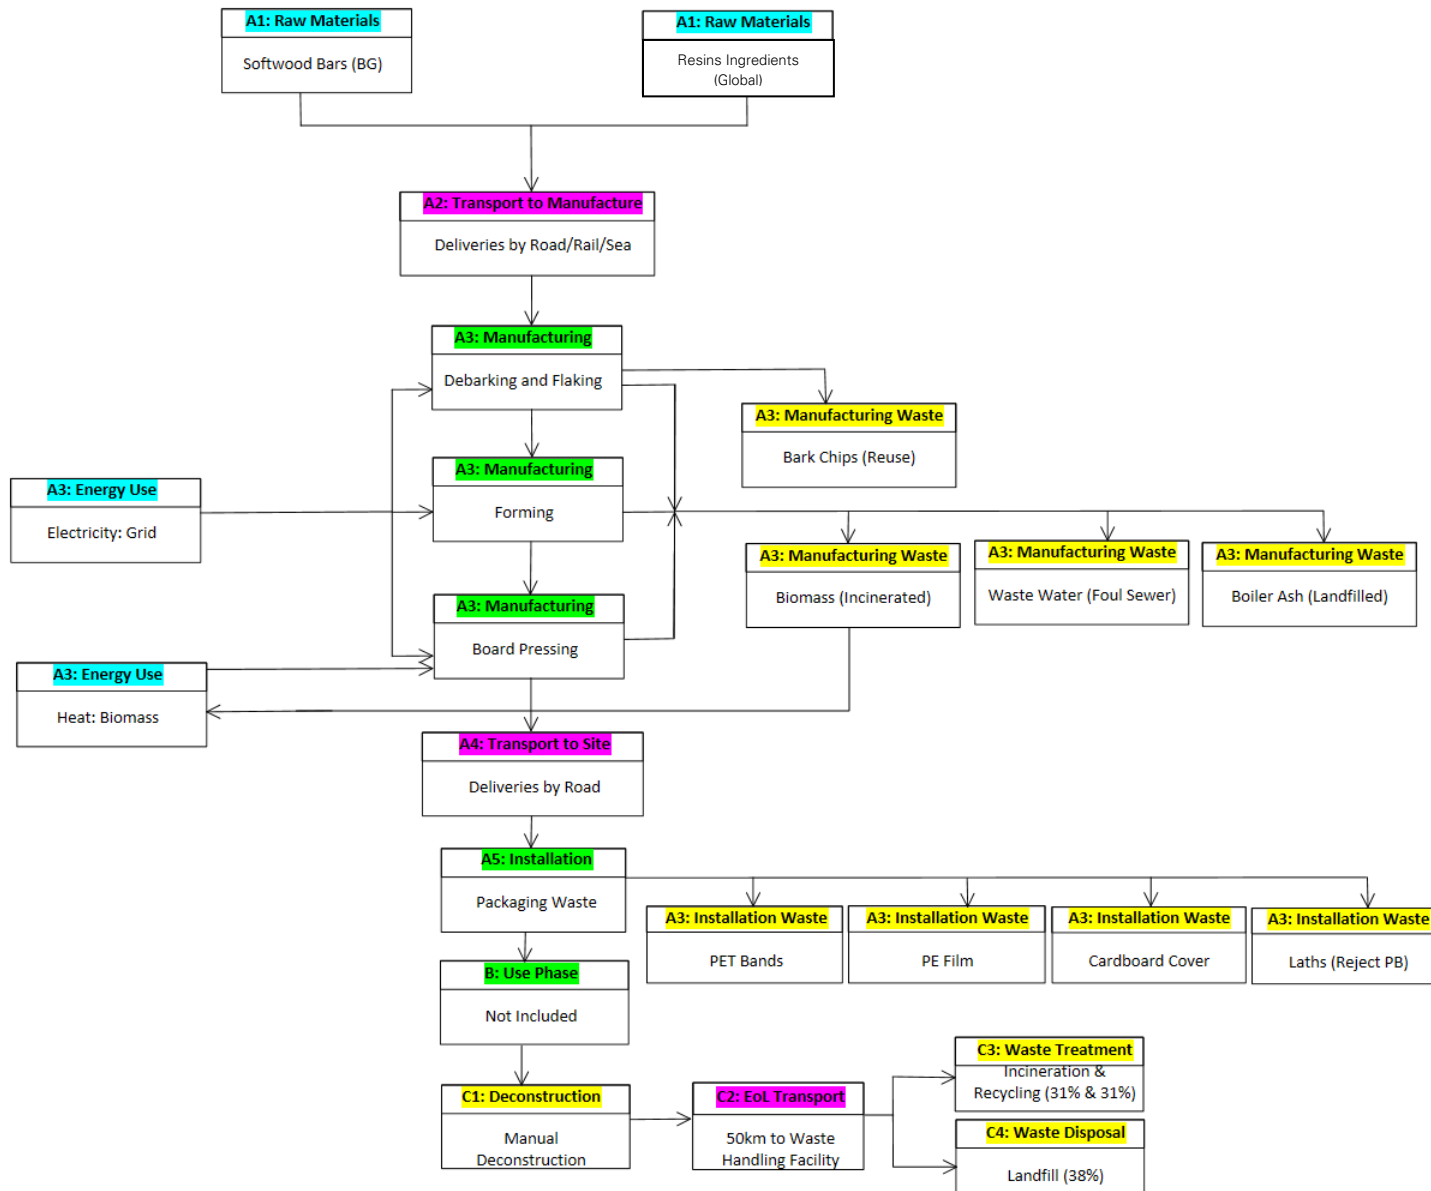 A1: Raw Materials
Softwood Bars (BG)
A1: Raw Materials
Resins Ingredients
(Global)
A2: Transport to Manufacture
Deliveries by Road/Rail/Sea
A3: Manufacturing
Debarking and Flaking
A3: Manufacturing Waste
Bark Chips (Reuse)
A3: Manufacturing
Forming
A3: Energy Use
Electricity: Grid
A3: Manufacturing Waste
Biomass (Incinerated)
A3: Manufacturing Waste
Waste Water (Foul Sewer)
A3: Manufacturing Waste
Boiler Ash (Landfilled)
A3: Manufacturing
Board Pressing
A3: Energy Use
Heat: Biomass
A4: Transport to Site
Deliveries by Road
A5: Installation
Packaging Waste
A3: Installation Waste
PET Bands
A3: Installation Waste
PE Film
A3: Installation Waste
Cardboard Cover
A3: Installation Waste
Laths (Reject PB)
B: Use Phase
Not Included
C1: Deconstruction
Manual
Deconstruction
C2: EoL Transport
50km to Waste
Handling Facility
C3: Waste Treatment
Incineration &
Recycling (31% & 31%)
C4: Waste Disposal
Landfill (38%)